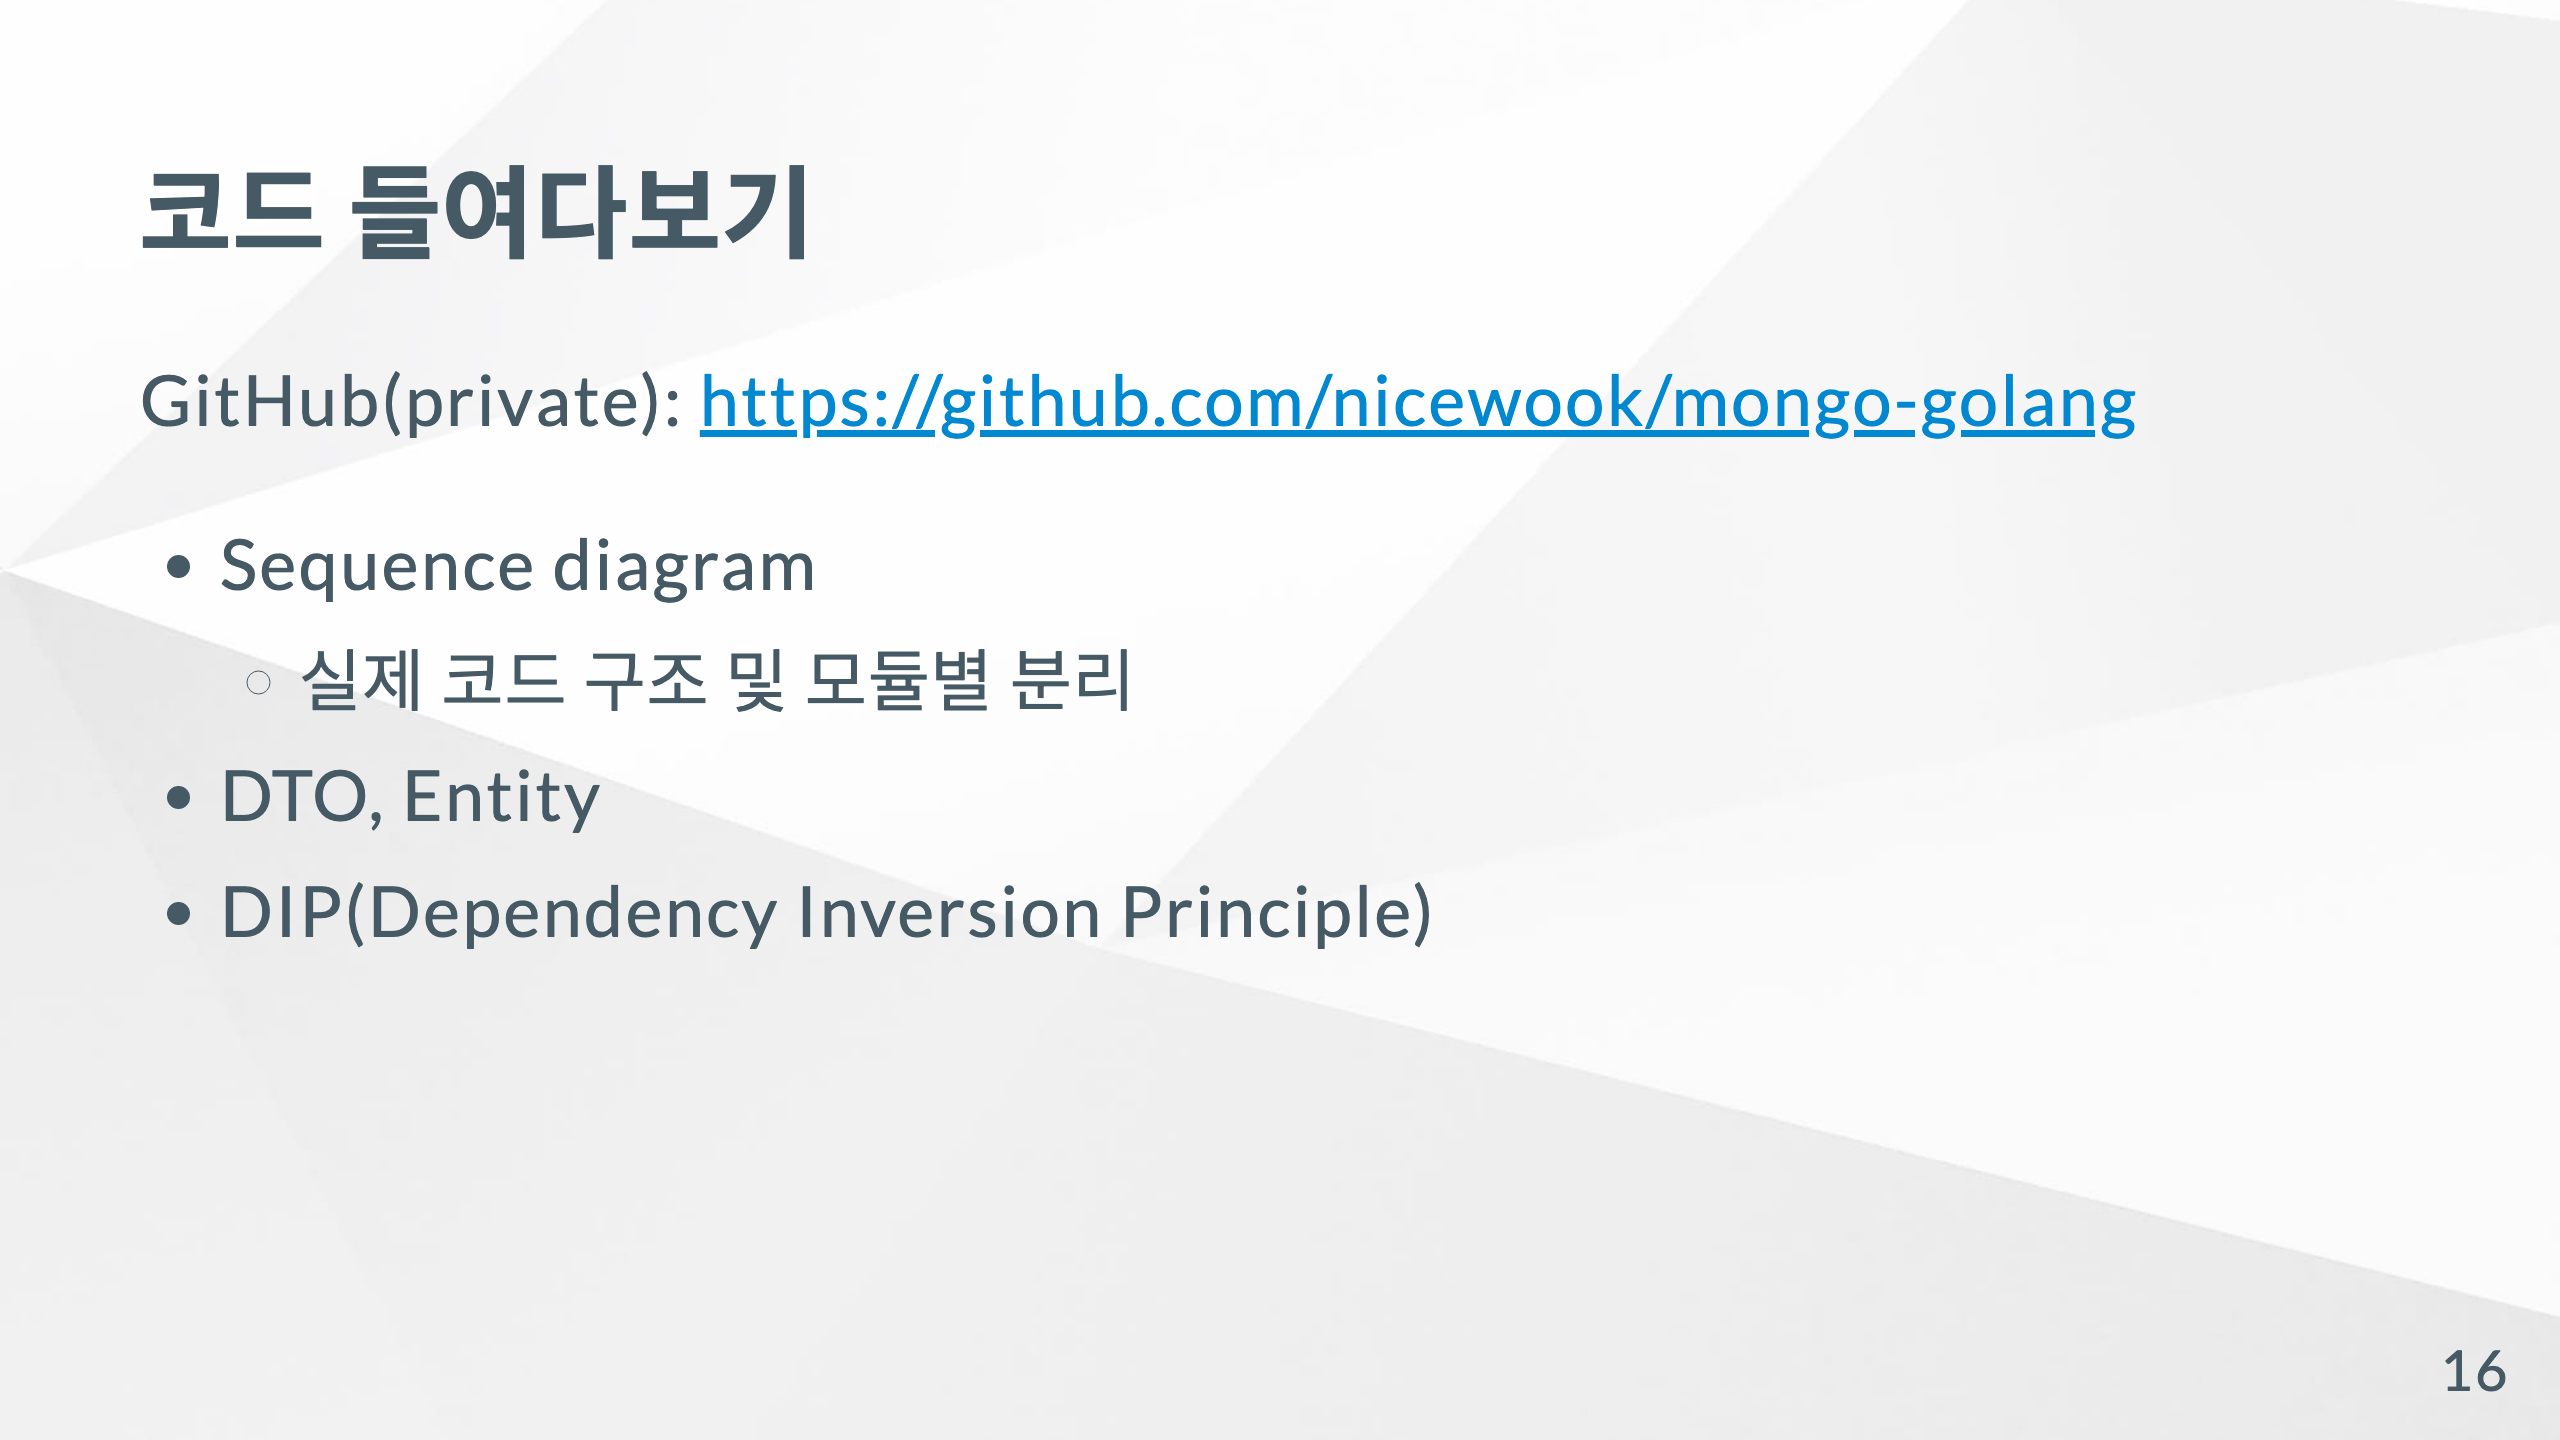 코드 들여다보기
GitHub(private): https://github.com/nicewook/mongo-golang
• Sequence diagram
○ 실제 코드 구조 및 모듈별 분리
• DTO, Entity
• DIP(Dependency Inversion Principle)
16